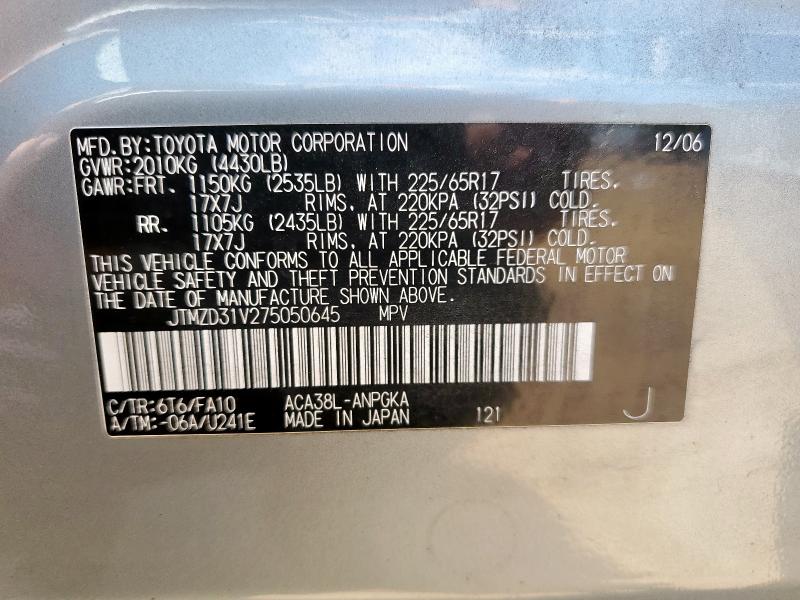 MFD.BY:TOYOTA MOTOR CORPORATION 12/06
GVWR:2010KG (4430LB)
GAWR:FRT. 1150KG (2535LB) WITH 225/65R17 TIRES.
17X7J RIMS, AT 220KPA (32PSI) COLD.
RR. 1105KG (2435LB) WITH 225/65R17 TIRES.
17X7J RIMS, AT 220KPA (32PSI) COLD.
THIS VEHICLE CONFORMS TO ALL APPLICABLE FEDERAL MOTOR
VEHICLE SAFETY AND THEFT PREVENTION STANDARDS IN EFFECT ON
THE DATE OF MANUFACTURE SHOWN ABOVE.
JTMZD31V275050645 MPV
C/TR:6T6/FA10 ACA38L-ANPGKA
A/TM:-06A/U241E MADE IN JAPAN 121 J